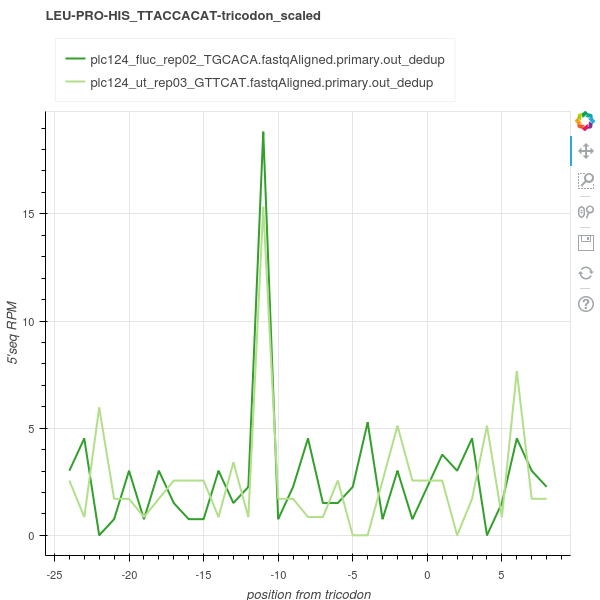 LEU-PRO-HIS_TTACCACAT-tricodon_scaled
plc124_fluc_rep02_TGCACA.fastqAligned.primary.out_dedup
plc124_ut_rep03_GTTCAT.fastqAligned.primary.out_dedup
15
10
5
0
5'seq RPM
-25 -20 -15 -10 -5 0 5
position from tricodon